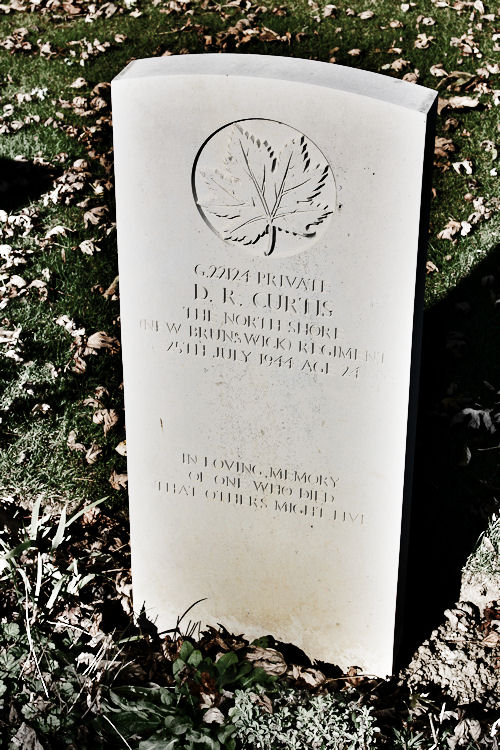 G.22124 PRIVATE
D. R. CURTIS
THE NORTH SHORE
(NEW BRUNSWICK) REGIMENT
25TH JULY 1944 AGE 24
IN LOVING MEMORY
OF ONE WHO DIED
THAT OTHERS MIGHT LIVE